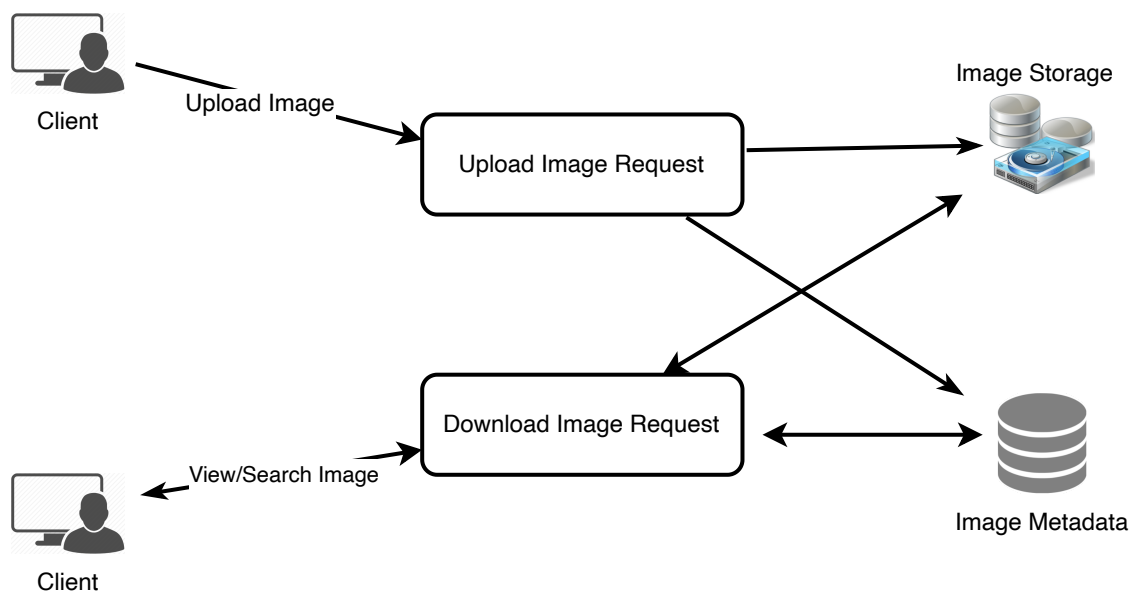 Image Storage
Client
Upload Image
Upload Image Request
Download Image Request
View/Search Image
Image Metadata
Client